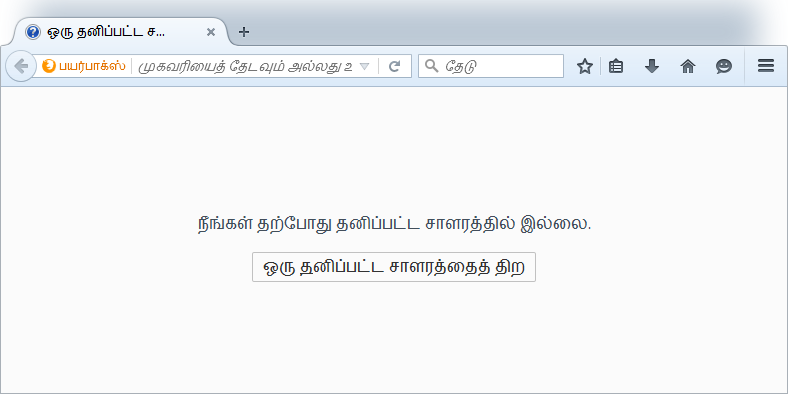 ஒரு தனிப்பட்ட ச...
பயர்பாக்ஸ் முகவரியைத் தேடவும் அல்லது தேடு
நீங்கள் தற்போது தனிப்பட்ட சாளரத்தில் இல்லை.
ஒரு தனிப்பட்ட சாளரத்தைத் திற